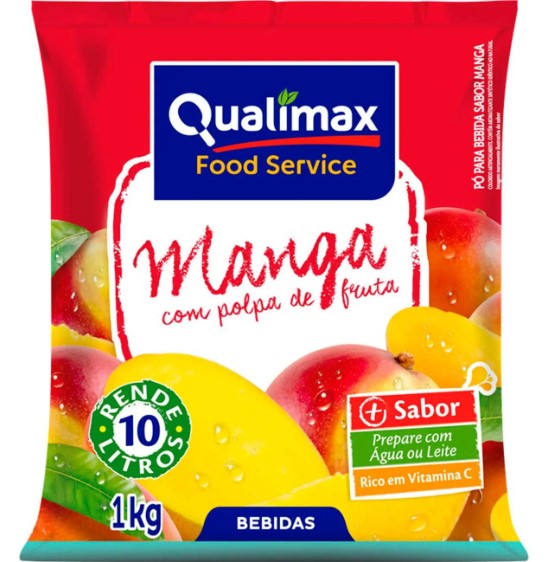 Qualimax
Food Service
Manga
com polpa de fruta
PÓ PARA BEBIDA SABOR MANGA
RENDE
10
LITROS
1kg
+ Sabor
Prepare com
Água ou Leite
Rico em Vitamina C
BEBIDAS